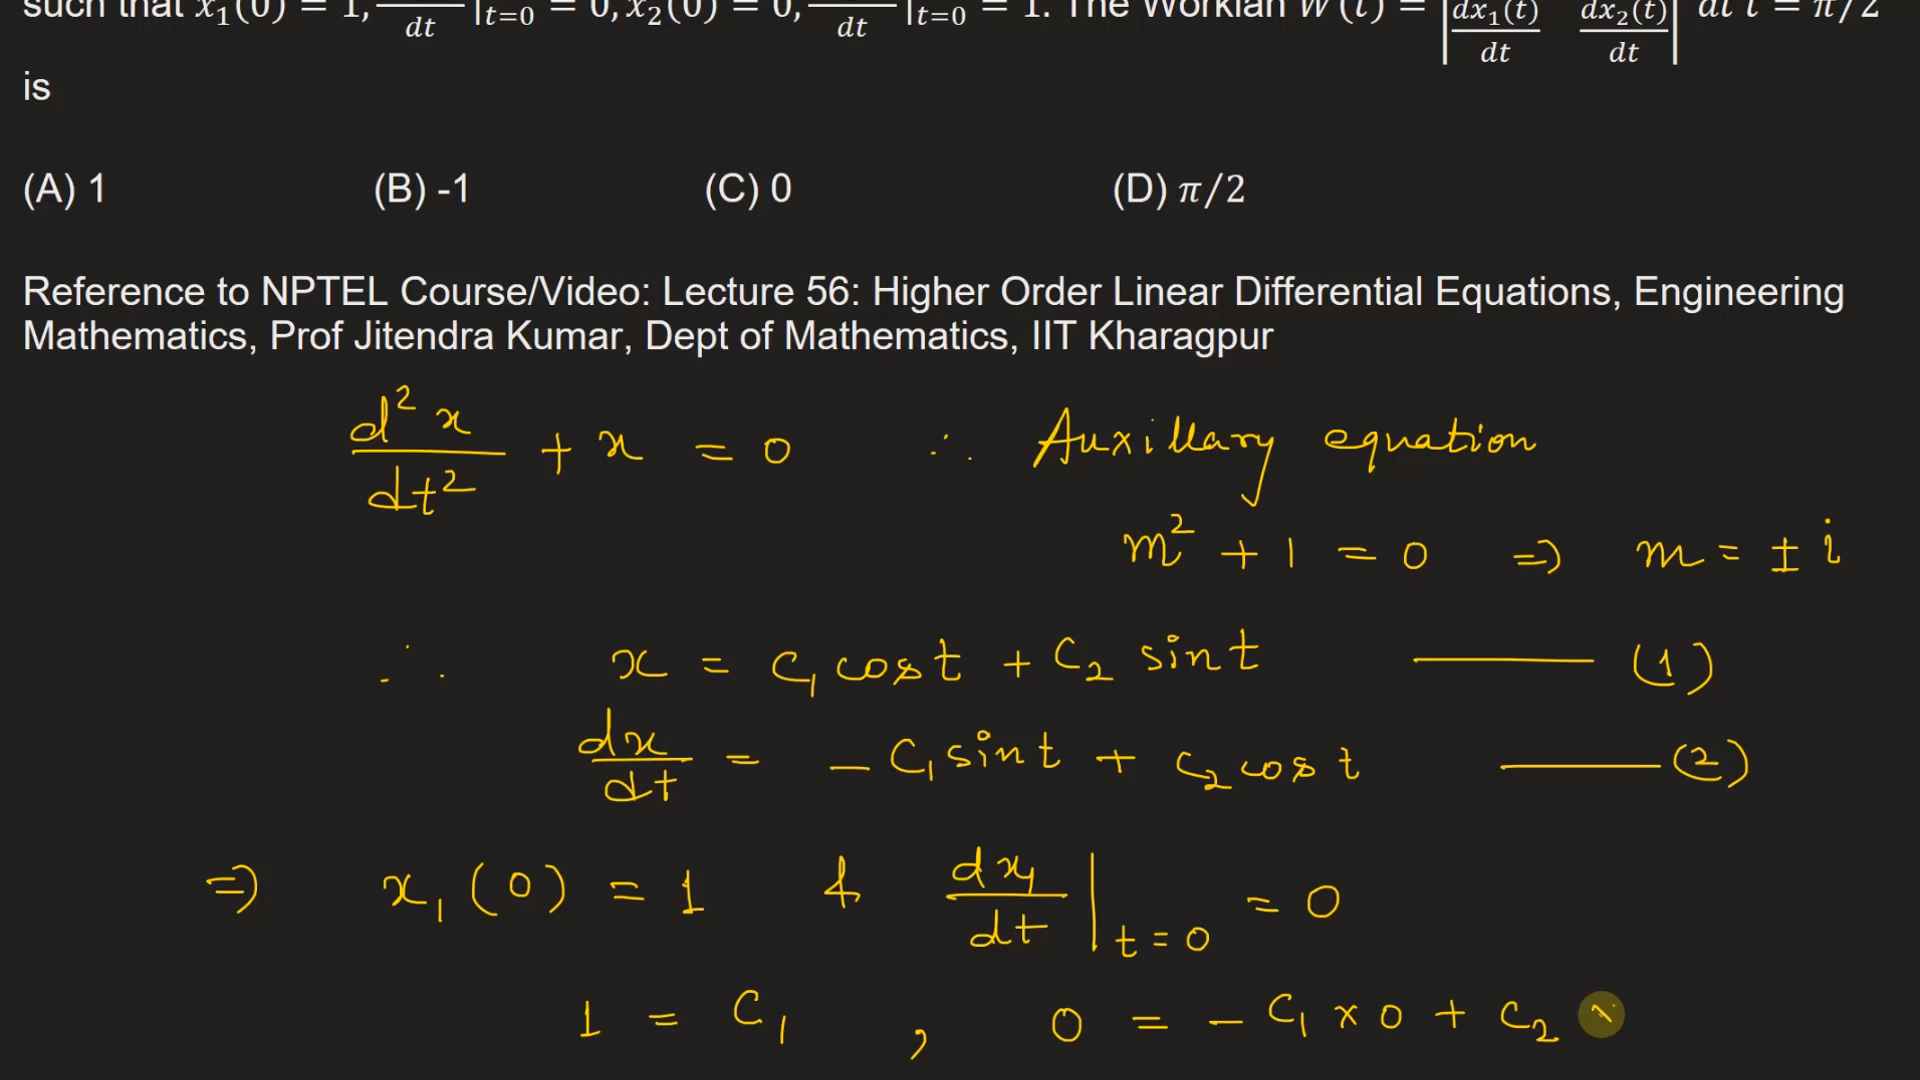 such that x₁(0) = 1, ──/dt |t=0 = 0, x₂(0) = 0, ──/dt |t=0 = 1. The Workian W(t) = | dx₁(t)/dt dx₂(t)/dt | at t = π/2
is
(A) 1 (B) -1 (C) 0 (D) π/2
Reference to NPTEL Course/Video: Lecture 56: Higher Order Linear Differential Equations, Engineering
Mathematics, Prof Jitendra Kumar, Dept of Mathematics, IIT Kharagpur
d²x/dt² + x = 0 ∴ Auxillary equation
m² + 1 = 0 ⇒ m = ± i
∴ x = C₁ cos t + C₂ sin t ——— (1)
dx/dt = − C₁ sin t + C₂ cos t ——— (2)
⇒ x₁(0) = 1 & dx₁/dt |t=0 = 0
1 = C₁ , 0 = − C₁ × 0 + C₂ ×